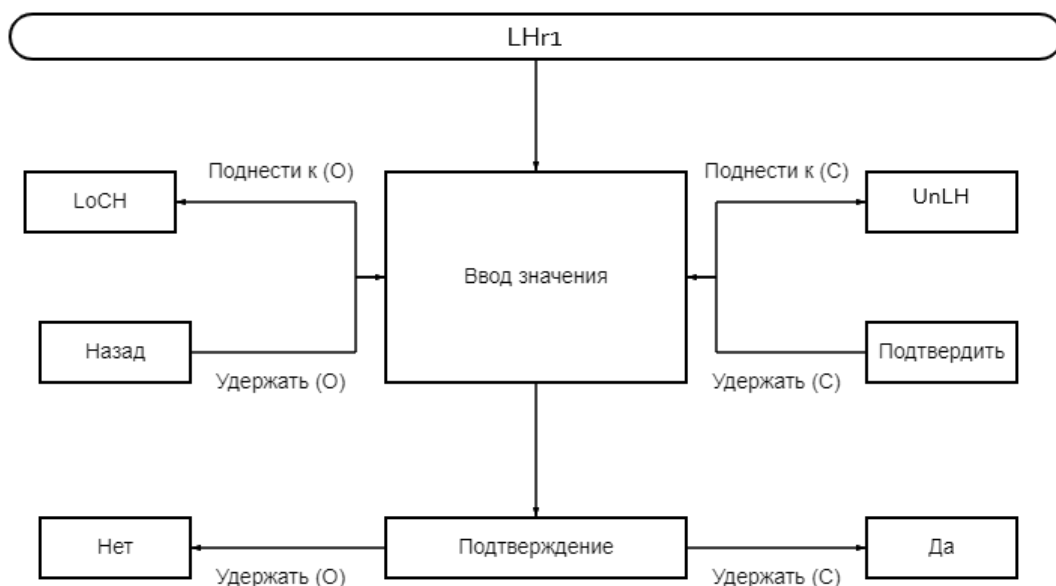 LHr1
Поднести к (O)
Поднести к (C)
LoCH
UnLH
Ввод значения
Назад
Подтвердить
Удержать (O)
Удержать (C)
Нет
Подтверждение
Да
Удержать (O)
Удержать (C)